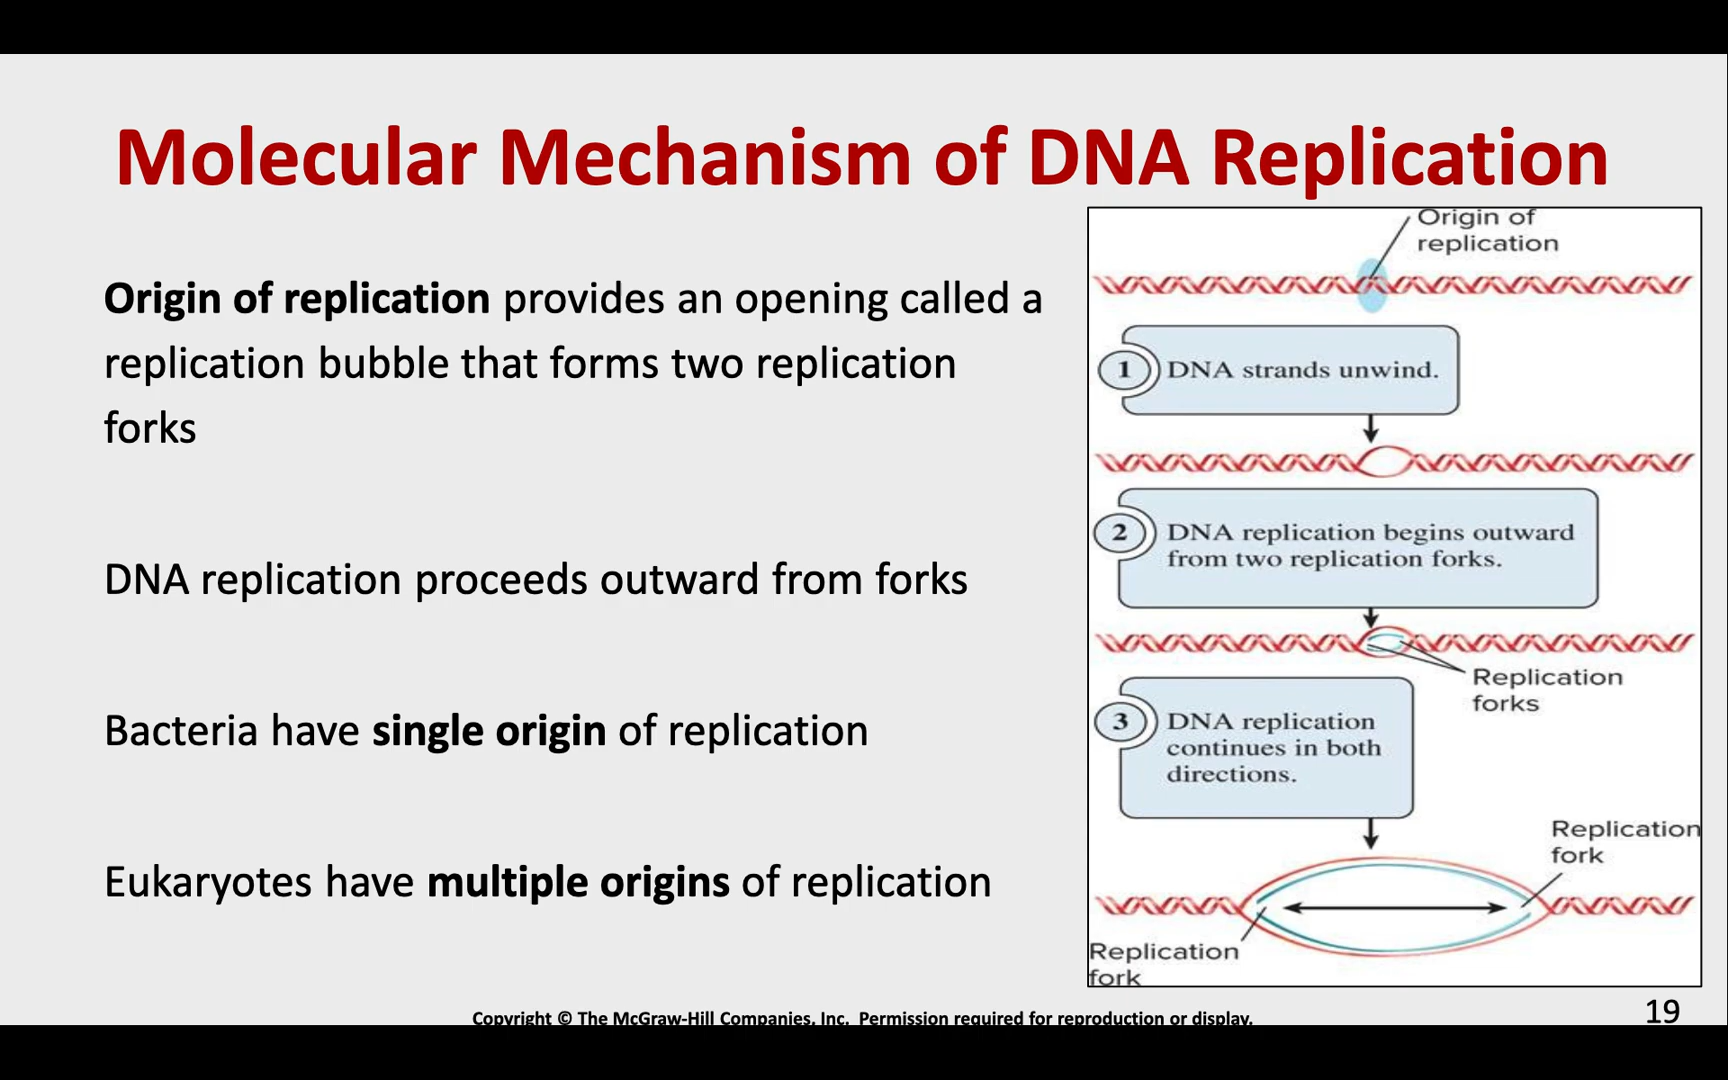 Molecular Mechanism of DNA Replication
Origin of replication provides an opening called a
replication bubble that forms two replication
forks
DNA replication proceeds outward from forks
Bacteria have single origin of replication
Eukaryotes have multiple origins of replication
Origin of
replication
1 DNA strands unwind.
2 DNA replication begins outward
from two replication forks.
Replication
forks
3 DNA replication
continues in both
directions.
Replication
fork
Replication
fork
Copyright © The McGraw-Hill Companies, Inc. Permission required for reproduction or display.
19